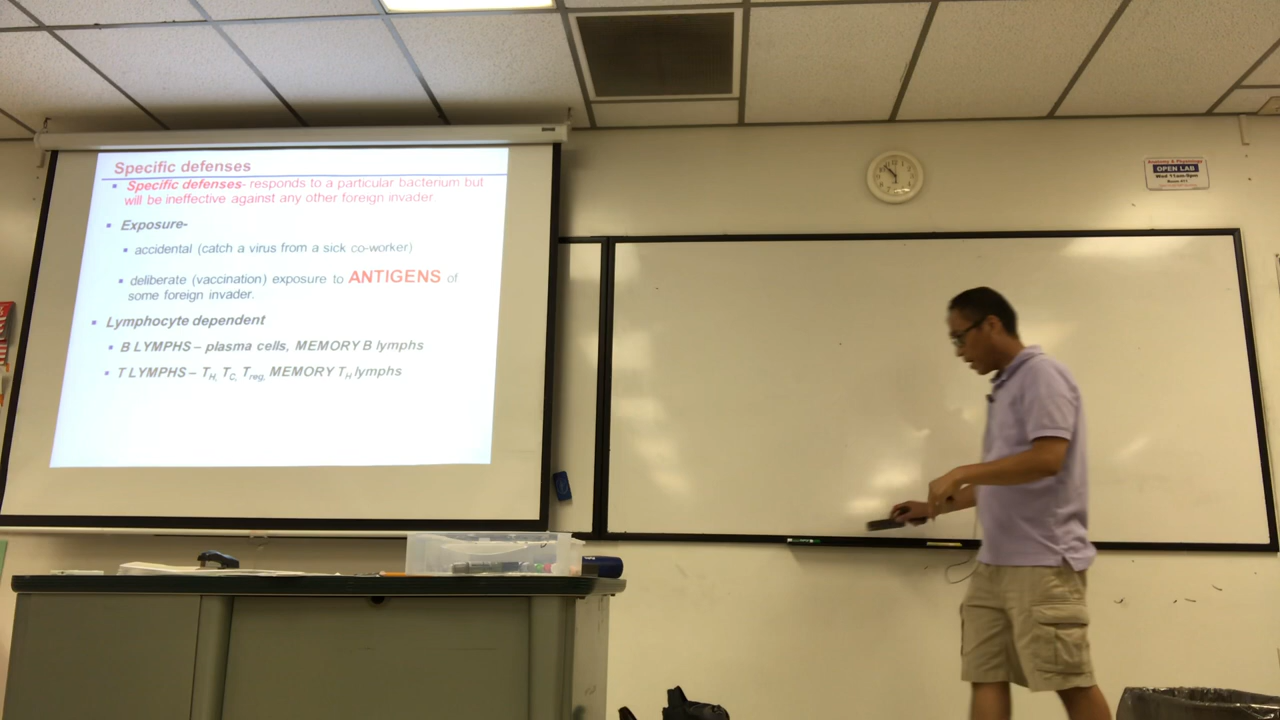 Specific defenses
▪ Specific defenses- responds to a particular bacterium but
will be ineffective against any other foreign invader
▪ Exposure-
▪ accidental (catch a virus from a sick co-worker)
▪ deliberate (vaccination) exposure to ANTIGENS of
some foreign invader.
▪ Lymphocyte dependent
▪ B LYMPHS – plasma cells, MEMORY B lymphs
▪ T LYMPHS – TH, TC, Treg, MEMORY TH lymphs
Anatomy & Physiology
OPEN LAB